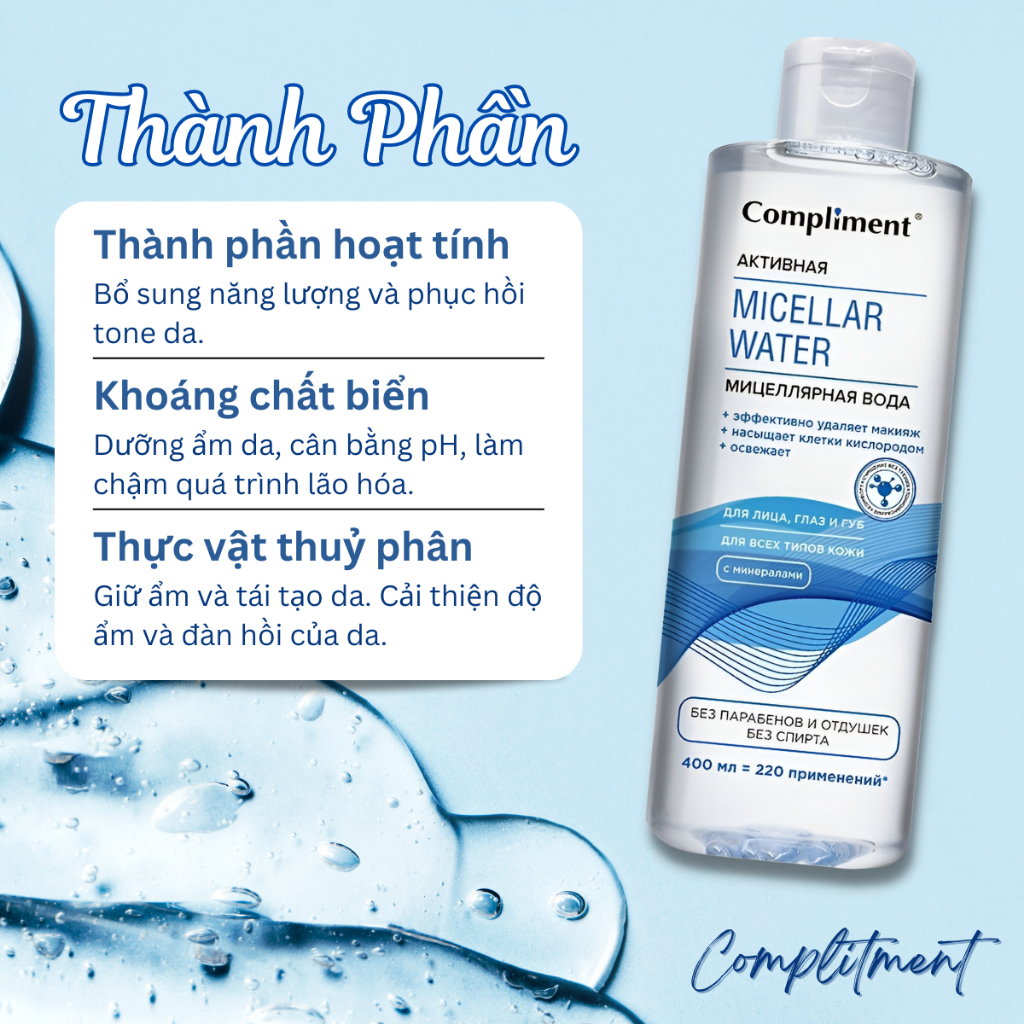 Thành Phần
Thành phần hoạt tính
Bổ sung năng lượng và phục hồi
tone da.
Khoáng chất biển
Dưỡng ẩm da, cân bằng pH, làm
chậm quá trình lão hóa.
Thực vật thuỷ phân
Giữ ẩm và tái tạo da. Cải thiện độ
ẩm và đàn hồi của da.
Compliment®
АКТИВНАЯ
MICELLAR
WATER
МИЦЕЛЛЯРНАЯ ВОДА
+ эффективно удаляет макияж
+ насыщает клетки кислородом
+ освежает
ДЛЯ ЛИЦА, ГЛАЗ И ГУБ
ДЛЯ ВСЕХ ТИПОВ КОЖИ
с минералами
БЕЗ ПАРАБЕНОВ И ОТДУШЕК
БЕЗ СПИРТА
400 мл = 220 применений*
Complitment